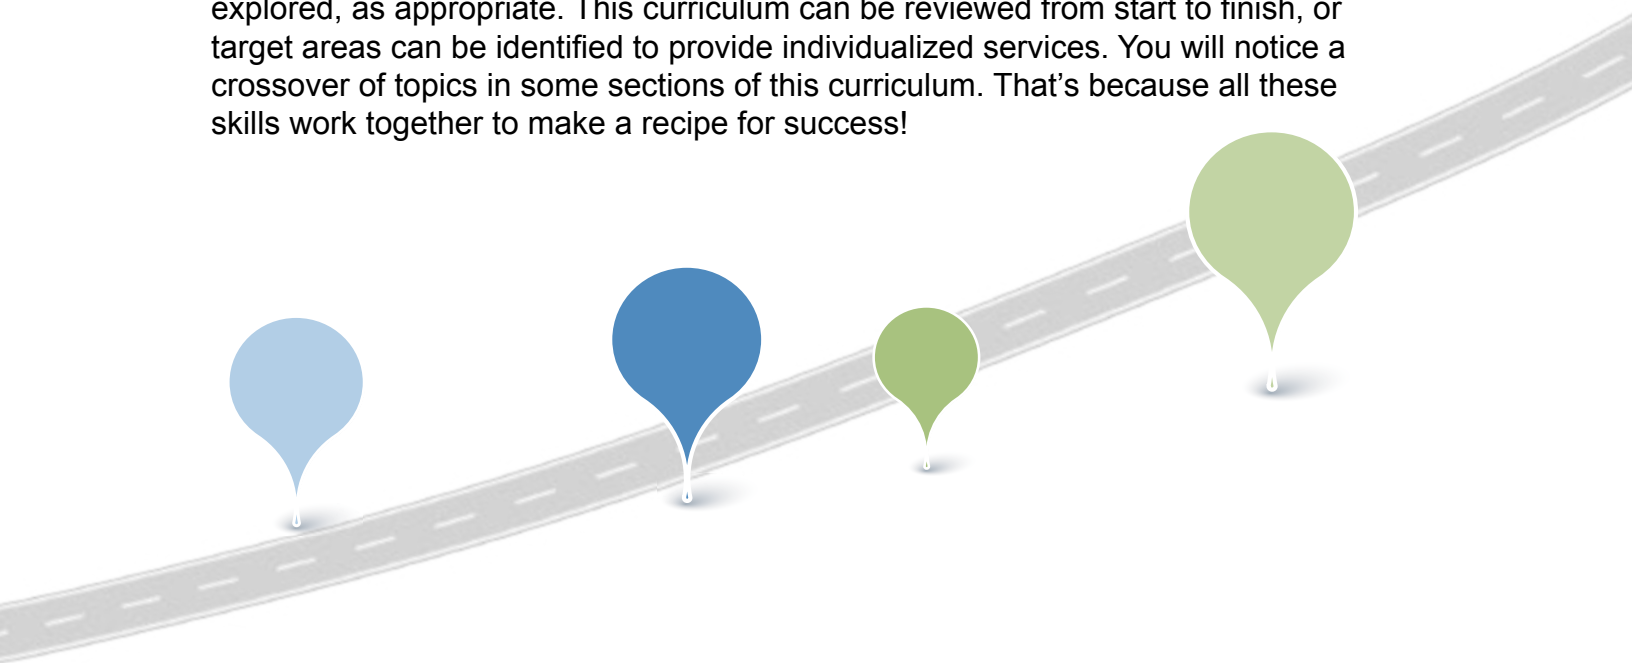 explored, as appropriate. This curriculum can be reviewed from start to finish, or
target areas can be identified to provide individualized services. You will notice a
crossover of topics in some sections of this curriculum. That’s because all these
skills work together to make a recipe for success!